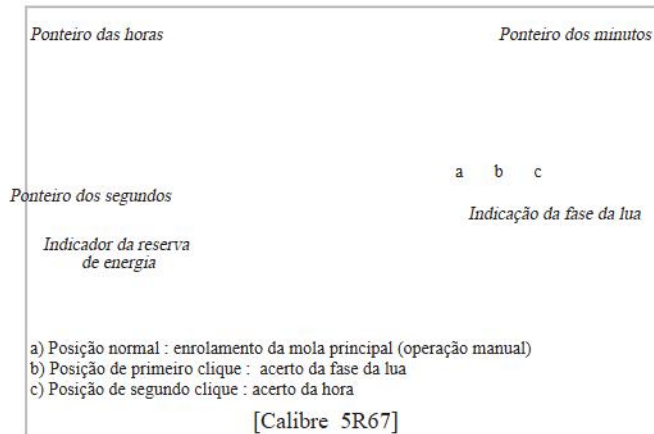 Ponteiro das horas
Ponteiro dos minutos
a b c
Ponteiro dos segundos
Indicação da fase da lua
Indicador da reserva
de energia
a) Posição normal : enrolamento da mola principal (operação manual)
b) Posição de primeiro clique : acerto da fase da lua
c) Posição de segundo clique : acerto da hora
[Calibre 5R67]